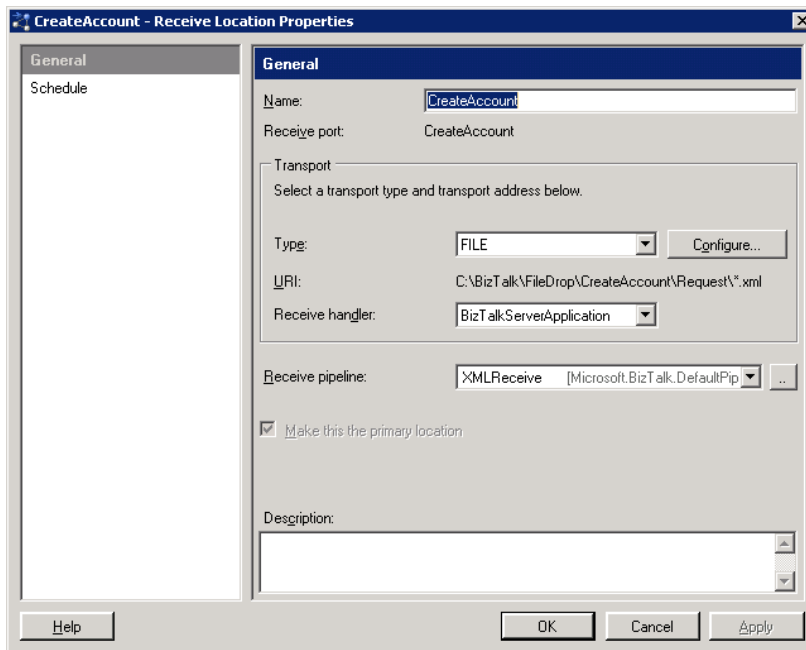 CreateAccount - Receive Location Properties
General
Schedule
General
Name: CreateAccount
Receive port: CreateAccount
Transport
Select a transport type and transport address below.
Type: FILE Configure...
URI: C:\BizTalk\FileDrop\CreateAccount\Request\*.xml
Receive handler: BizTalkServerApplication
Receive pipeline: XMLReceive [Microsoft.BizTalk.DefaultPip ..
Make this the primary location
Description:
Help OK Cancel Apply